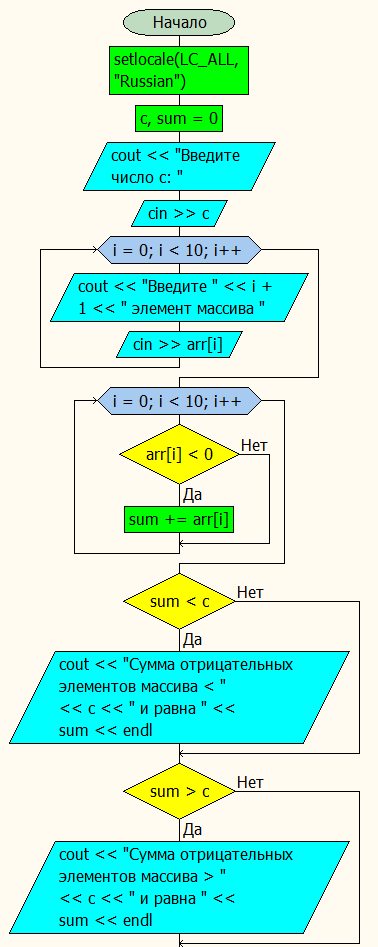 Начало
setlocale(LC_ALL,
"Russian")
c, sum = 0
cout << "Введите
число c: "
cin >> c
i = 0; i < 10; i++
cout << "Введите " << i +
1 << " элемент массива "
cin >> arr[i]
i = 0; i < 10; i++
arr[i] < 0
Нет
Да
sum += arr[i]
sum < c
Нет
Да
cout << "Сумма отрицательных
элементов массива < "
<< c << " и равна " <<
sum << endl
sum > c
Нет
Да
cout << "Сумма отрицательных
элементов массива > "
<< c << " и равна " <<
sum << endl